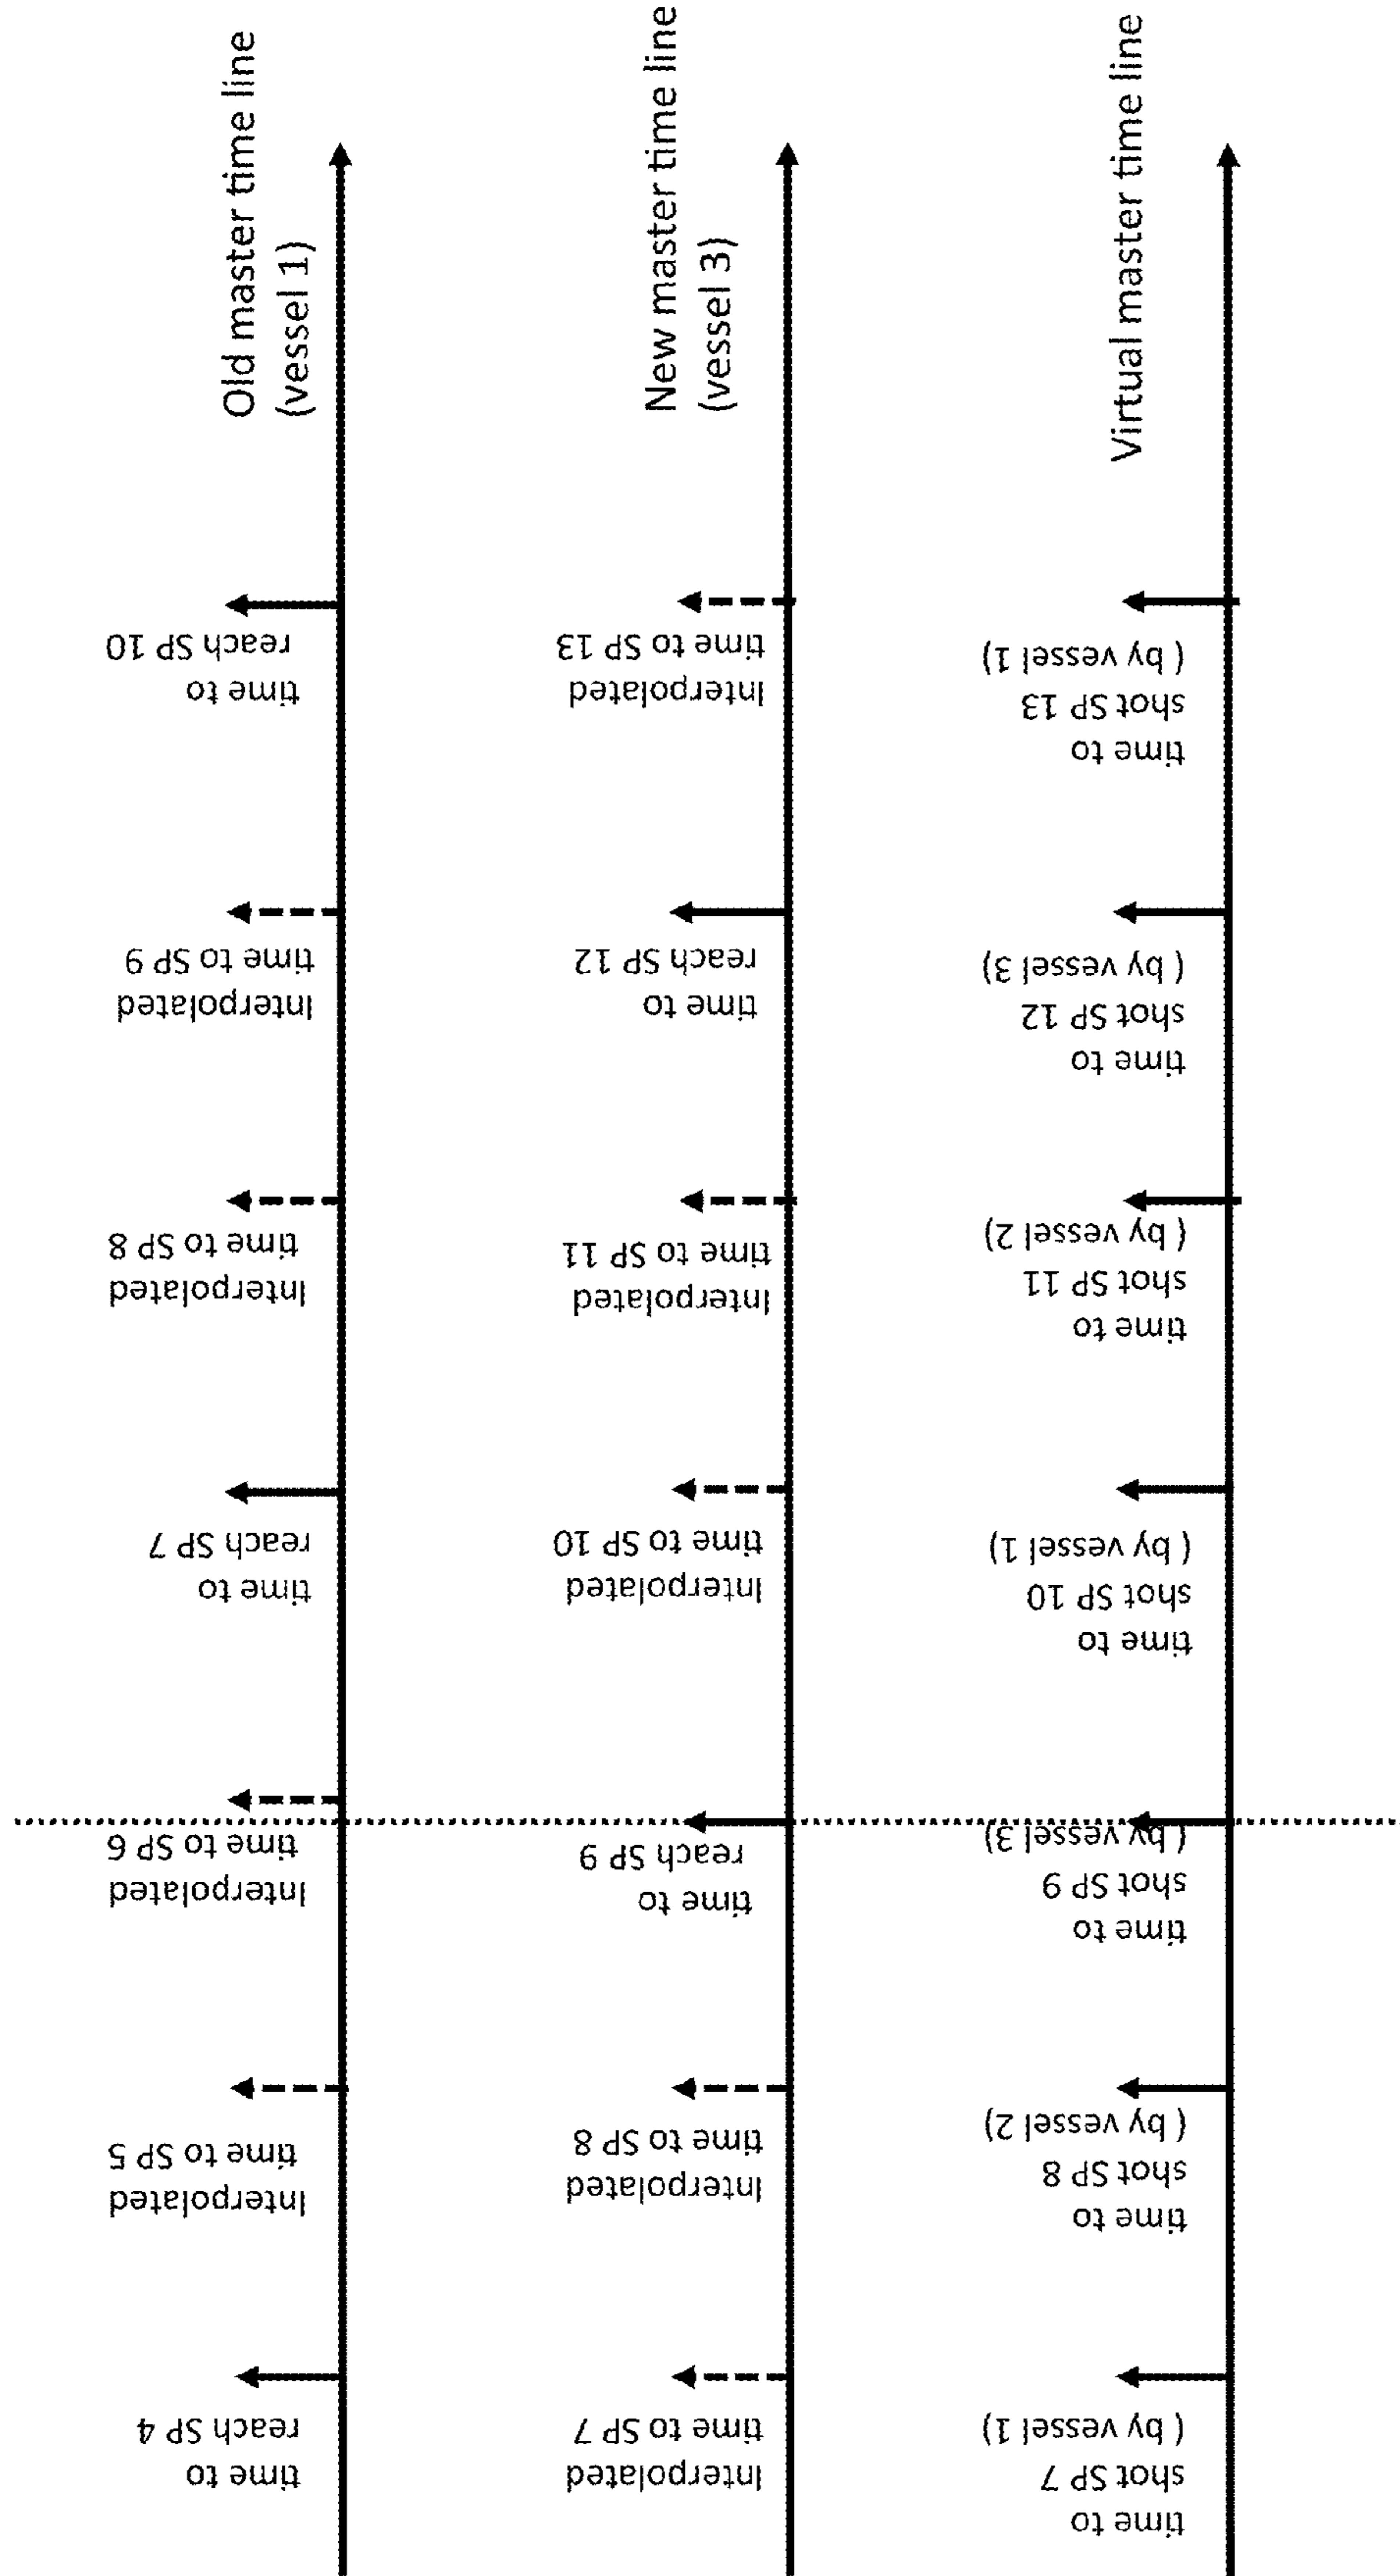 Old master time line
(vessel 1)
time to
reach SP 4
Interpolated
time to SP 5
Interpolated
time to SP 6
time to
reach SP 7
Interpolated
time to SP 8
Interpolated
time to SP 9
time to
reach SP 10
New master time line
(vessel 3)
Interpolated
time to SP 7
Interpolated
time to SP 8
time to
reach SP 9
Interpolated
time to SP 10
Interpolated
time to SP 11
time to
reach SP 12
Interpolated
time to SP 13
Virtual master time line
time to
shot SP 7
( by vessel 1)
time to
shot SP 8
( by vessel 2)
time to
shot SP 9
( by vessel 3)
time to
shot SP 10
( by vessel 1)
time to
shot SP 11
( by vessel 2)
time to
shot SP 12
( by vessel 3)
time to
shot SP 13
( by vessel 1)